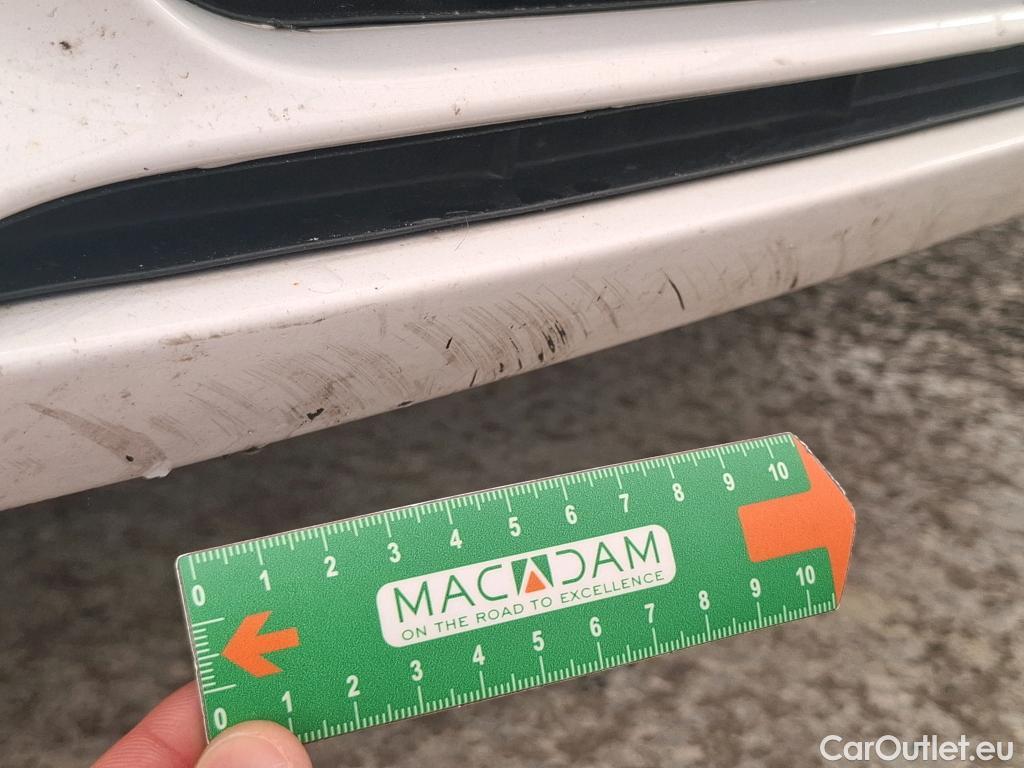 0 1 2 3 4 5 6 7 8 9 10
MACADAM
ON THE ROAD TO EXCELLENCE
0 1 2 3 4 5 6 7 8 9 10
CarOutlet.eu